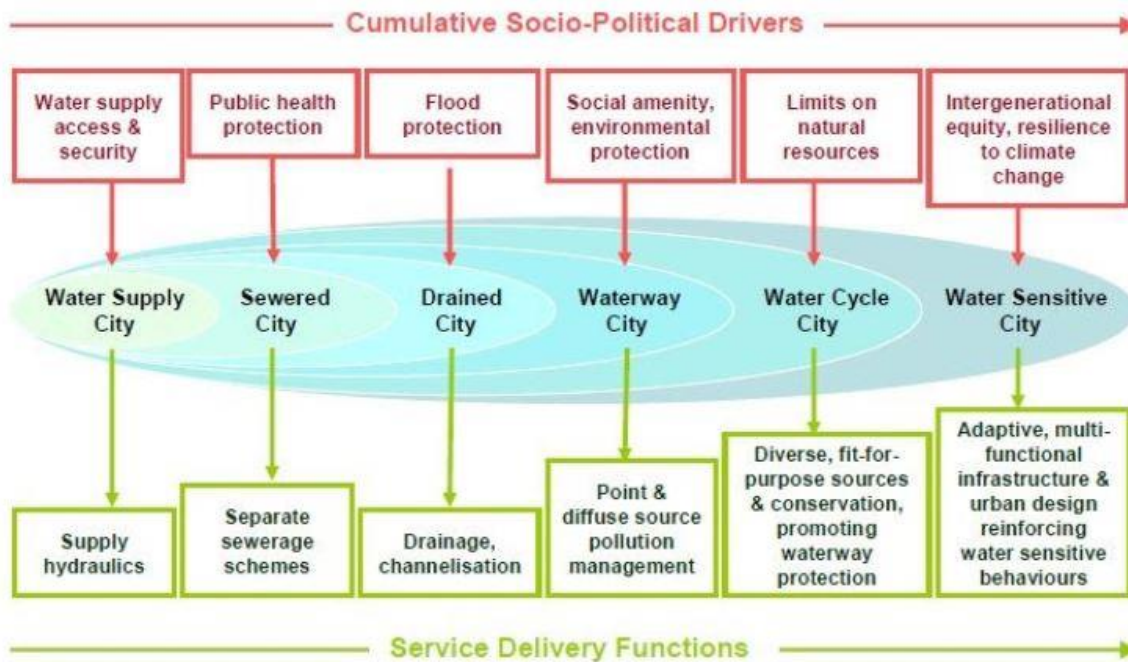 Cumulative Socio-Political Drivers
Water supply
access &
security
Public health
protection
Flood
protection
Social amenity,
environmental
protection
Limits on
natural
resources
Intergenerational
equity, resilience
to climate
change
Water Supply
City
Sewered
City
Drained
City
Waterway
City
Water Cycle
City
Water Sensitive
City
Supply
hydraulics
Separate
sewerage
schemes
Drainage,
channelisation
Point &
diffuse source
pollution
management
Diverse, fit-for-
purpose sources
& conservation,
promoting
waterway
protection
Adaptive, multi-
functional
infrastructure &
urban design
reinforcing
water sensitive
behaviours
Service Delivery Functions